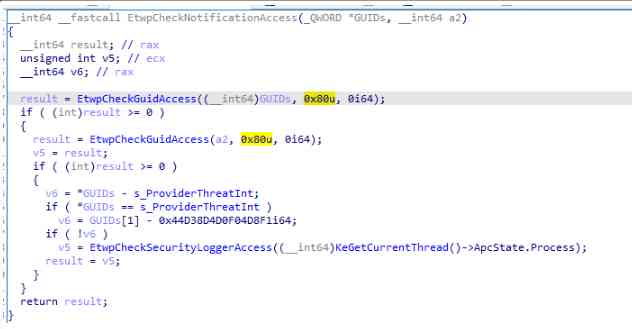 __int64 __fastcall EtwpCheckNotificationAccess(_QWORD *GUIDs, __int64 a2)
{
  __int64 result; // rax
  unsigned int v5; // ecx
  __int64 v6; // rax

  result = EtwpCheckGuidAccess((__int64)GUIDs, 0x80u, 0i64);
  if ( (int)result >= 0 )
  {
    result = EtwpCheckGuidAccess(a2, 0x80u, 0i64);
    v5 = result;
    if ( (int)result >= 0 )
    {
      v6 = *GUIDs - s_ProviderThreatInt;
      if ( *GUIDs == s_ProviderThreatInt )
        v6 = GUIDs[1] - 0x44D38D4D0F04D8F1i64;
      if ( !v6 )
        v5 = EtwpCheckSecurityLoggerAccess((__int64)KeGetCurrentThread()->ApcState.Process);
      result = v5;
    }
  }
  return result;
}